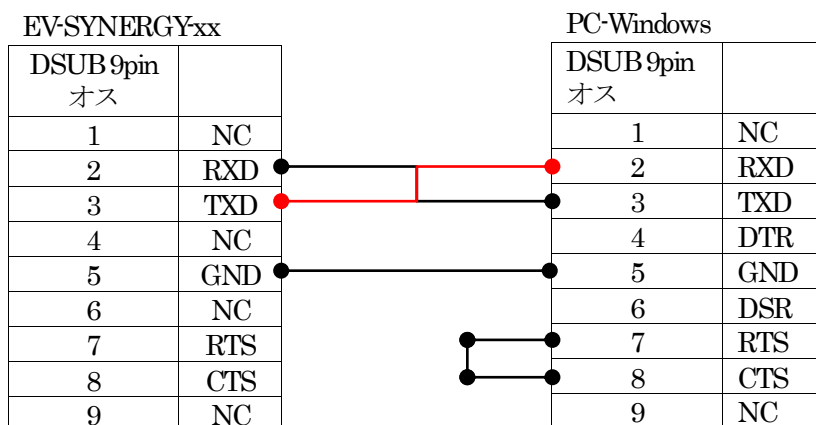 EV-SYNERGY-xx
DSUB 9pin
オス
1 NC
2 RXD
3 TXD
4 NC
5 GND
6 NC
7 RTS
8 CTS
9 NC
PC-Windows
DSUB 9pin
オス
1 NC
2 RXD
3 TXD
4 DTR
5 GND
6 DSR
7 RTS
8 CTS
9 NC